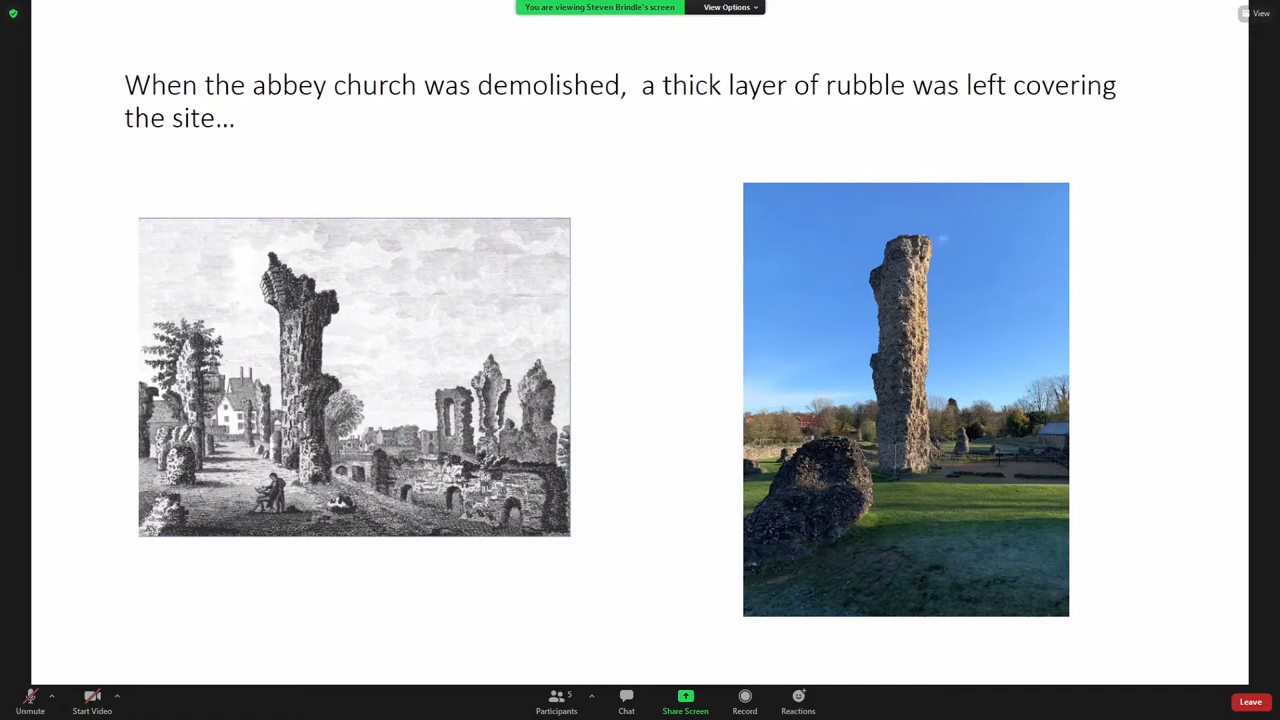 You are viewing Steven Brindle's screen
View Options
View
When the abbey church was demolished,  a thick layer of rubble was left covering
the site…
Unmute
Start Video
5
Participants
Chat
Share Screen
Record
Reactions
Leave